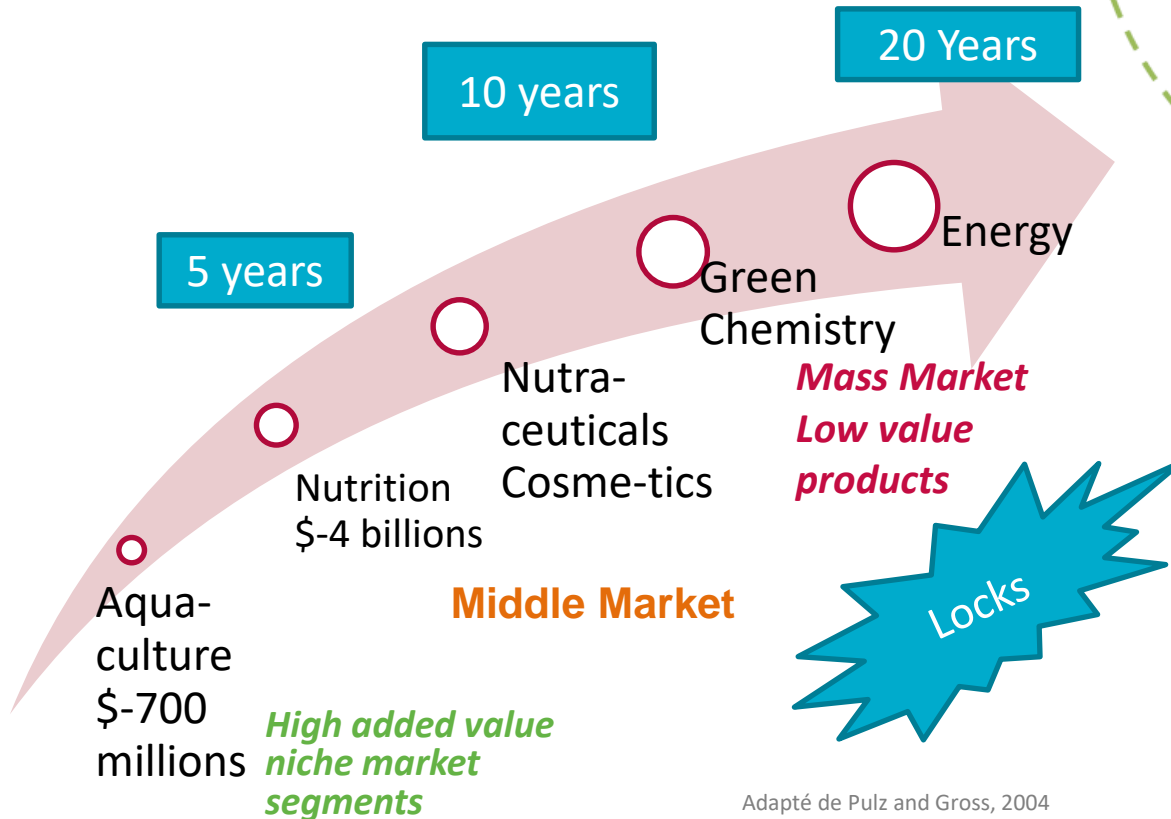 20 Years
10 years
5 years
Energy
Green
Chemistry
Nutra-
ceuticals
Cosme-tics
Mass Market
Low value
products
Nutrition
$-4 billions
Aqua-
culture
$-700
millions
Middle Market
Locks
High added value
niche market
segments
Adapté de Pulz and Gross, 2004